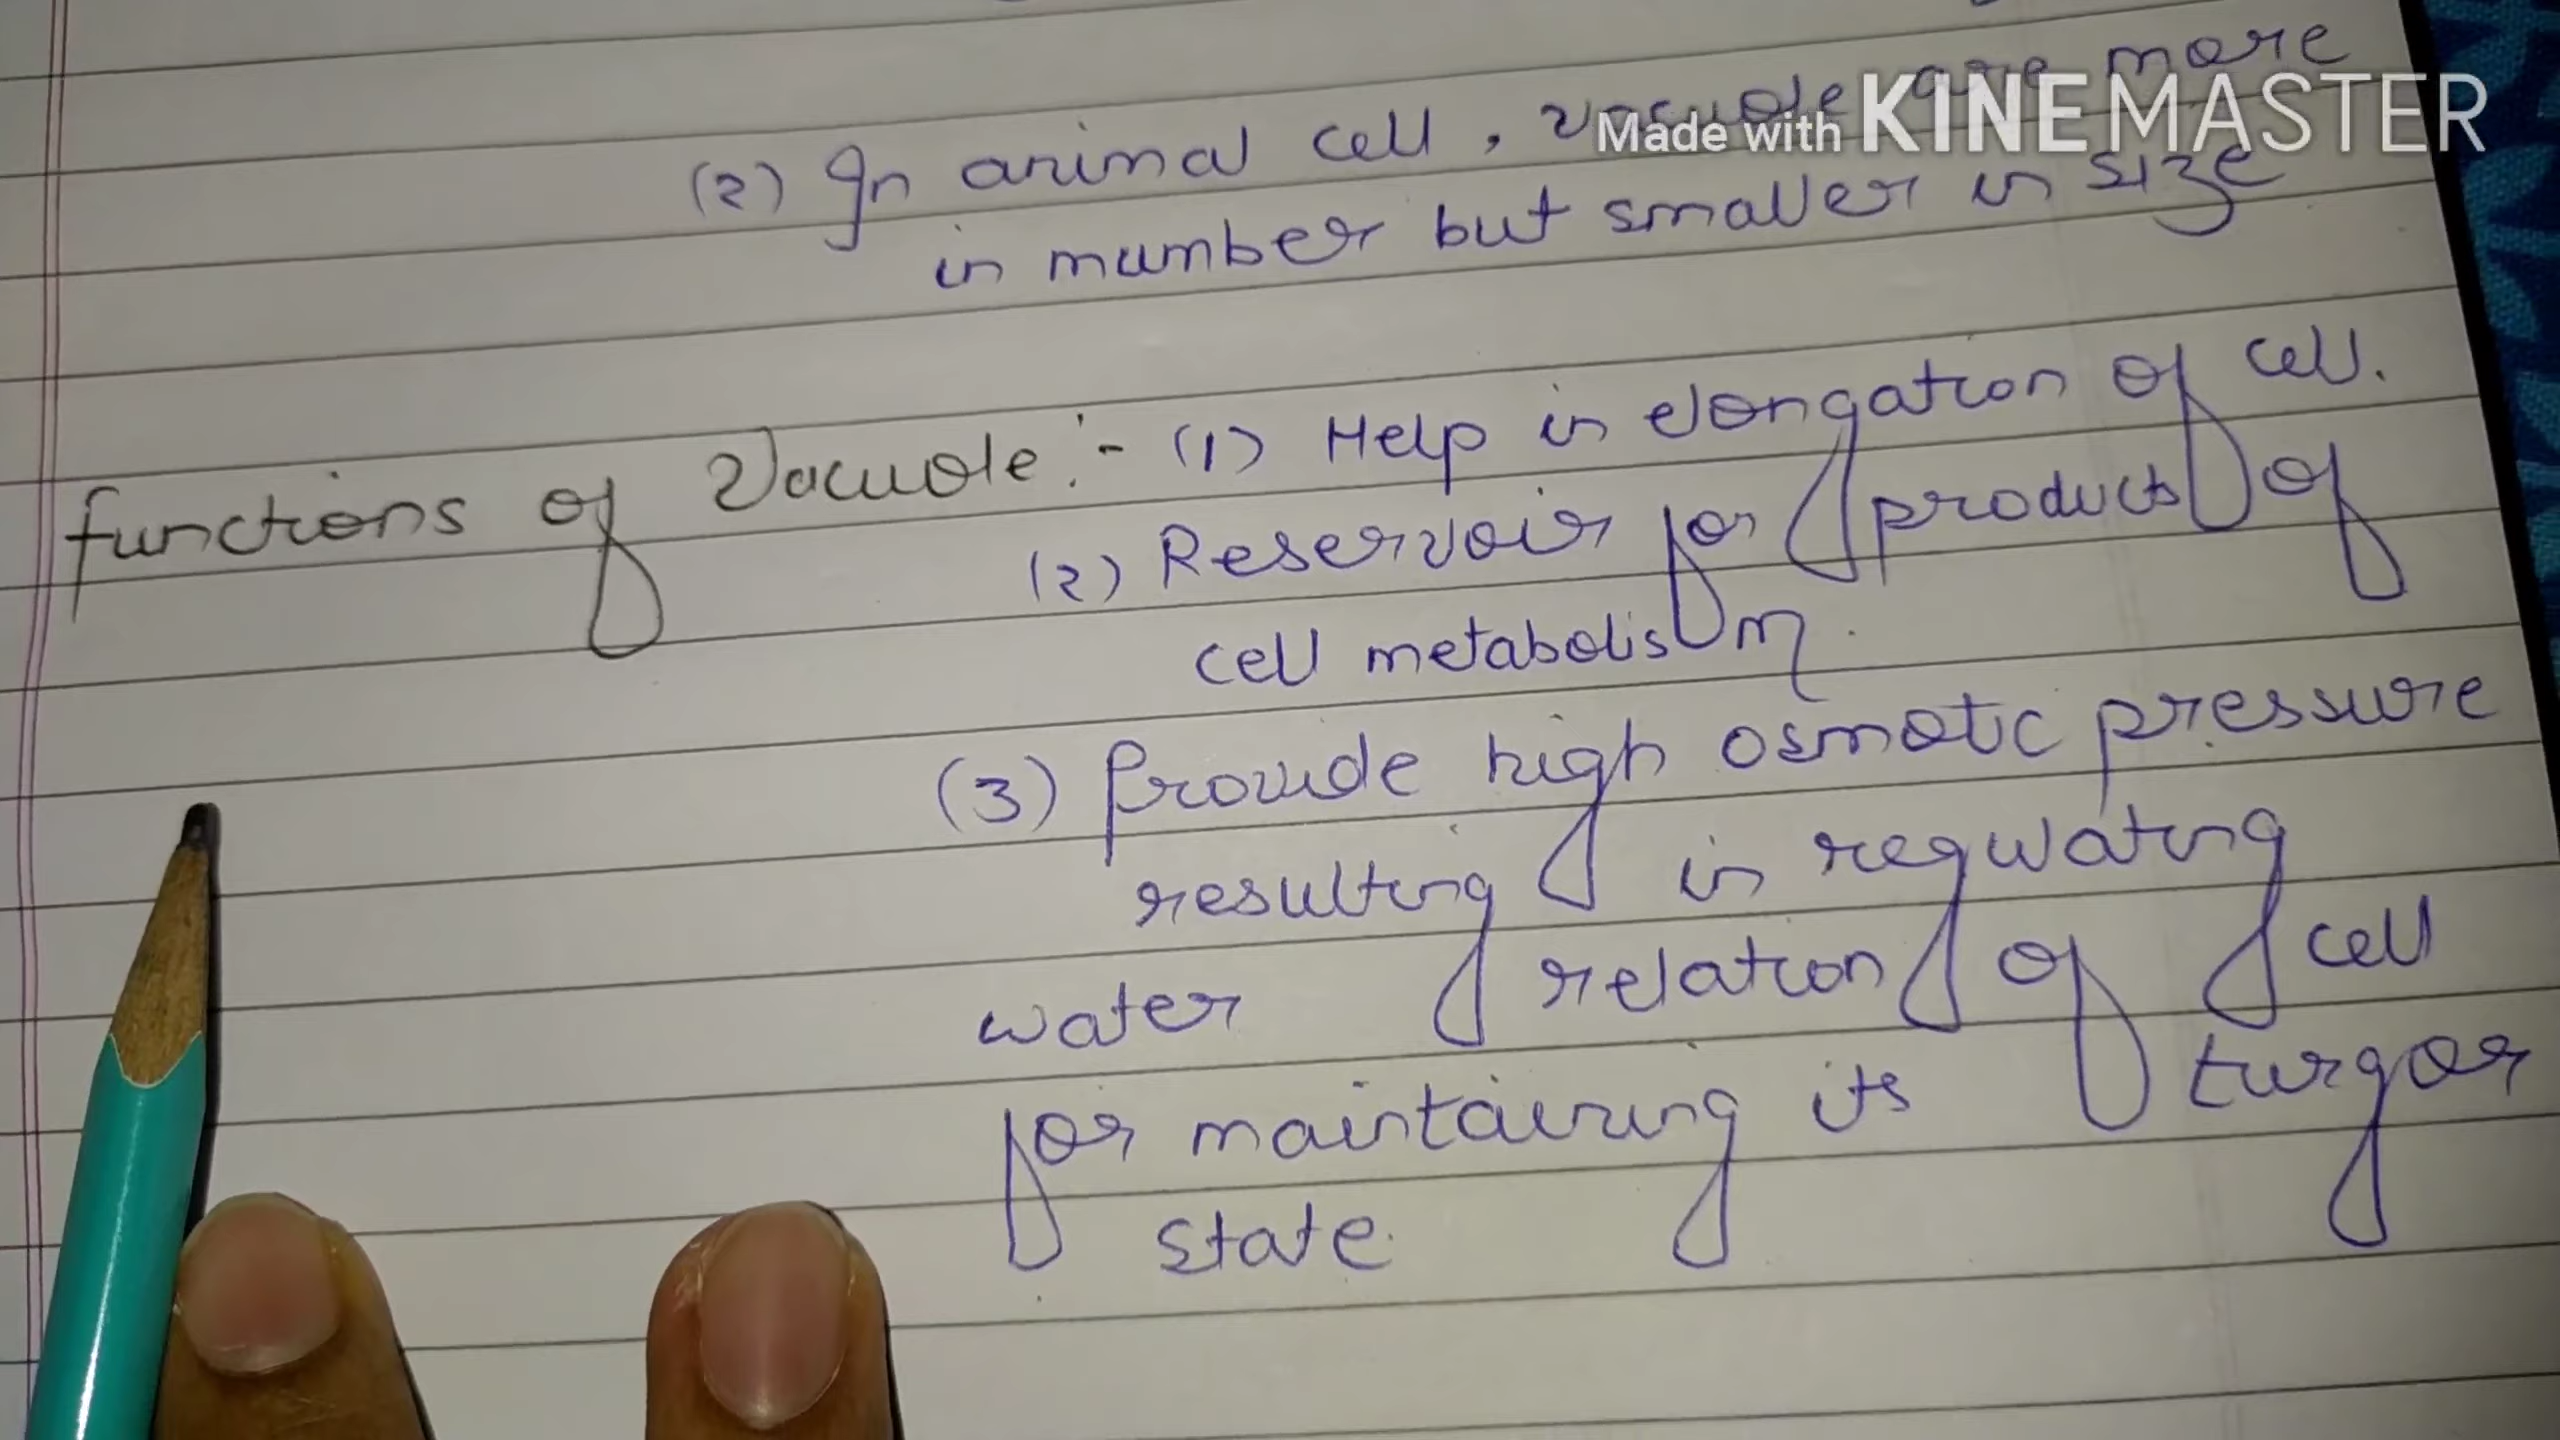 (2) In animal cell, vacuole are more
Made with KINEMASTER
in number but smaller in size
functions of Vacuole:- (1) Help in elongation of cell.
(2) Reservoir for products of
cell metabolism.
(3) Provide high osmotic pressure
resulting in regulating
water relation of cell
for maintaining its turgor
state.